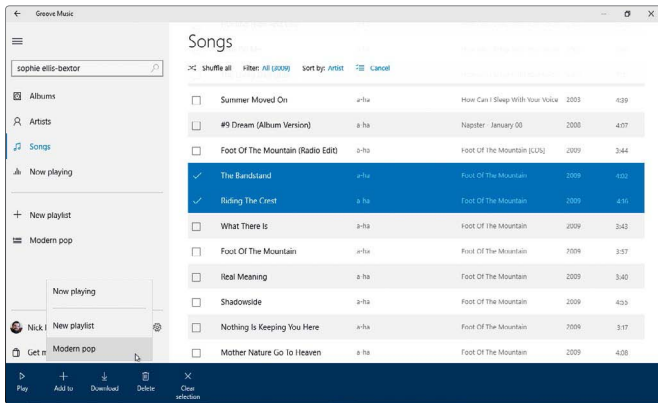 Groove Music
Songs
sophie ellis-bextor
Shuffle all Filter: All (3009) Sort by: Artist Cancel
Albums
Artists
Songs
Now playing
New playlist
Modern pop
Summer Moved On a-ha How Can I Sleep With Your Voice 2003 4:39
#9 Dream (Album Version) a-ha Napster - January 08 2008 4:07
Foot Of The Mountain (Radio Edit) a-ha Foot Of The Mountain [CDS] 2009 3:44
The Bandstand a-ha Foot Of The Mountain 2009 4:02
Riding The Crest a-ha Foot Of The Mountain 2009 4:16
What There Is a-ha Foot Of The Mountain 2009 3:43
Foot Of The Mountain a-ha Foot Of The Mountain 2009 3:57
Real Meaning a-ha Foot Of The Mountain 2009 3:40
Shadowside a-ha Foot Of The Mountain 2009 4:55
Nothing Is Keeping You Here a-ha Foot Of The Mountain 2009 3:17
Mother Nature Go To Heaven a-ha Foot Of The Mountain 2009 4:08
Now playing
New playlist
Modern pop
Nick
Get m
Play Add to Download Delete Clear selection